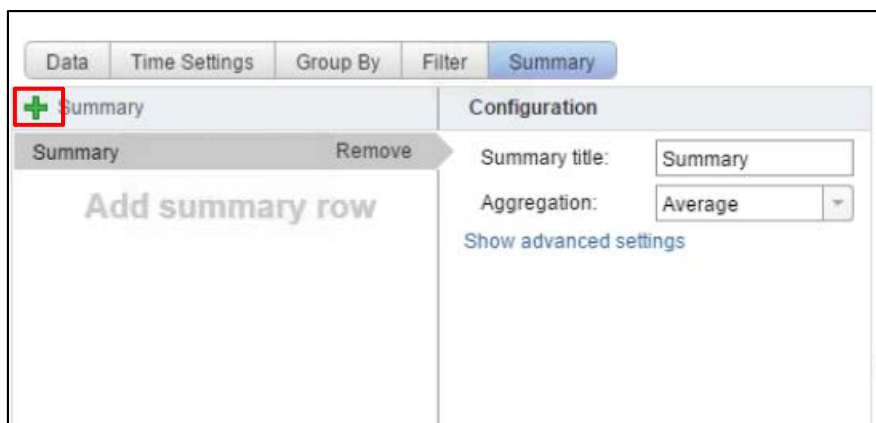 Data Time Settings Group By Filter Summary
Summary
Configuration
Summary Remove
Add summary row
Summary title: Summary
Aggregation: Average
Show advanced settings